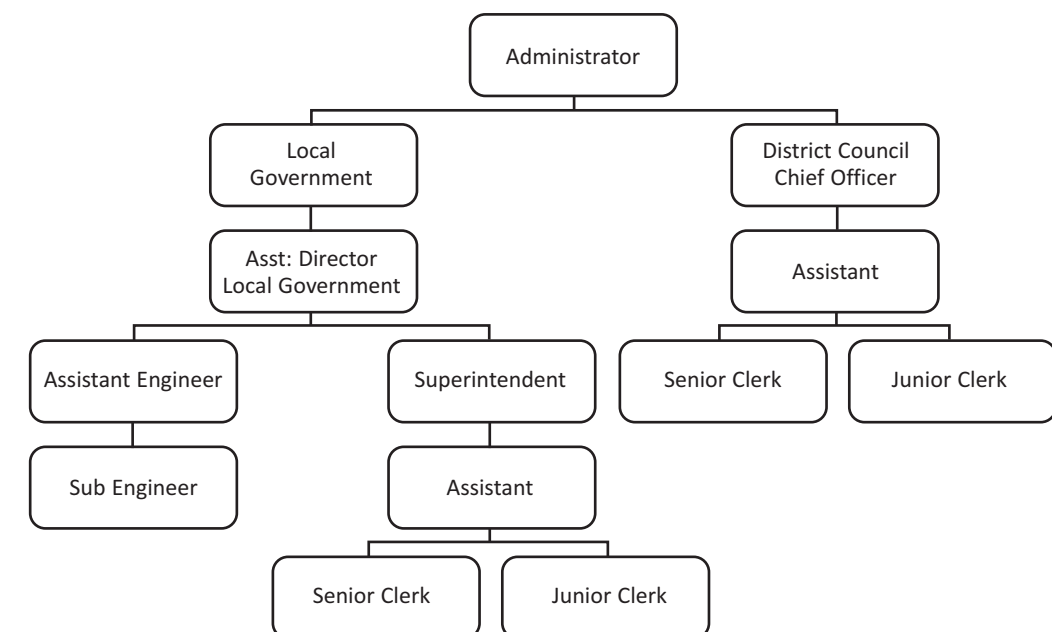 Administrator
Local
Government
District Council
Chief Officer
Asst: Director
Local Government
Assistant
Assistant Engineer
Superintendent
Senior Clerk
Junior Clerk
Sub Engineer
Assistant
Senior Clerk
Junior Clerk